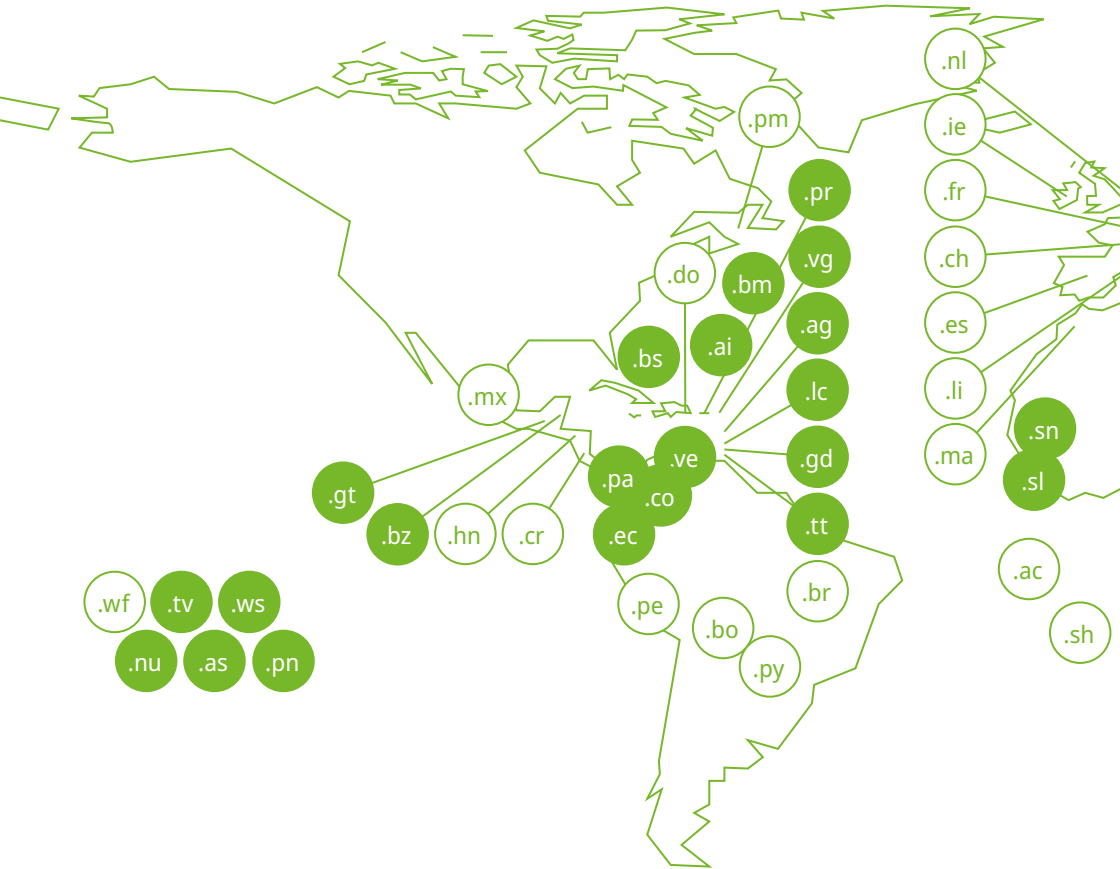 .nl
.pm
.ie
.pr
.fr
.vg
.ch
.do
.bm
.ag
.es
.ai
.bs
.lc
.li
.mx
.sn
.ve
.gd
.ma
.pa
.sl
.gt
.co
.tt
.bz
.hn
.cr
.ec
.ac
.br
.wf
.tv
.ws
.pe
.bo
.sh
.nu
.as
.pn
.py